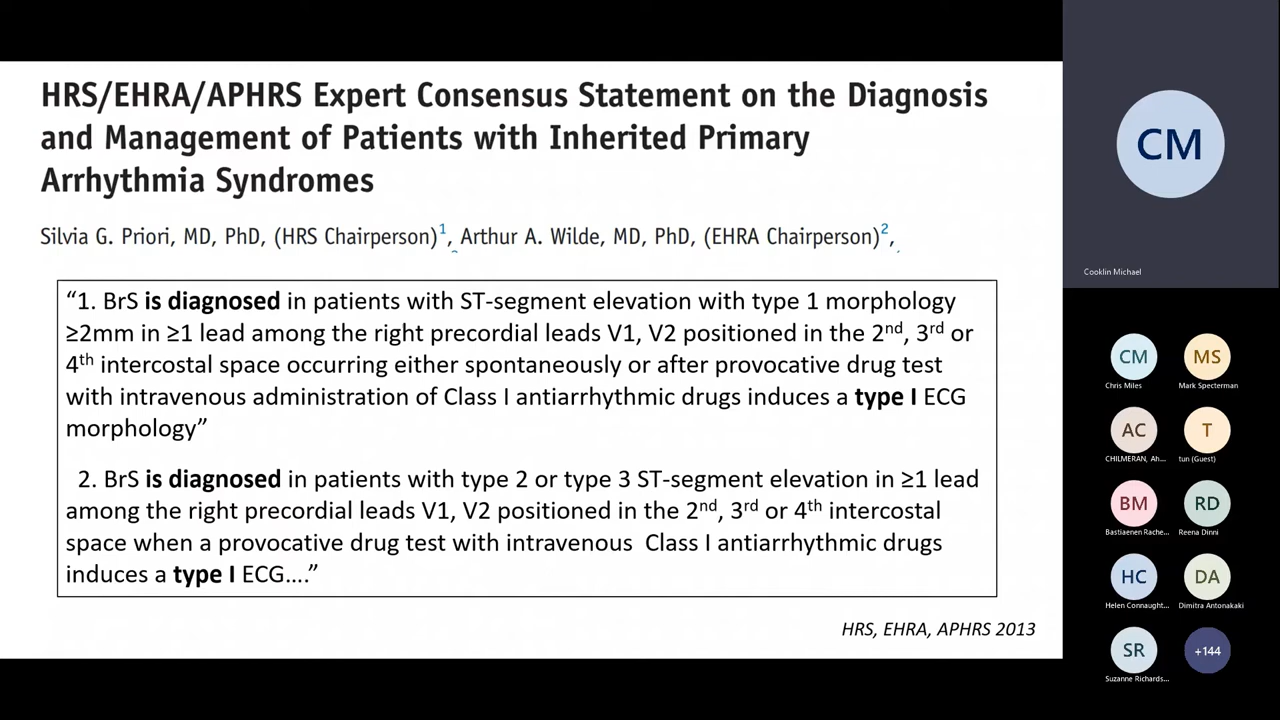 HRS/EHRA/APHRS Expert Consensus Statement on the Diagnosis
and Management of Patients with Inherited Primary
Arrhythmia Syndromes
Silvia G. Priori, MD, PhD, (HRS Chairperson)1, Arthur A. Wilde, MD, PhD, (EHRA Chairperson)2,
“1. BrS is diagnosed in patients with ST-segment elevation with type 1 morphology
≥2mm in ≥1 lead among the right precordial leads V1, V2 positioned in the 2nd, 3rd or
4th intercostal space occurring either spontaneously or after provocative drug test
with intravenous administration of Class I antiarrhythmic drugs induces a type I ECG
morphology”
2. BrS is diagnosed in patients with type 2 or type 3 ST-segment elevation in ≥1 lead
among the right precordial leads V1, V2 positioned in the 2nd, 3rd or 4th intercostal
space when a provocative drug test with intravenous Class I antiarrhythmic drugs
induces a type I ECG....”
HRS, EHRA, APHRS 2013
CM
Cooklin Michael
CM MS
Chris Miles Mark Specterman
AC T
CHILMERAN, Ah... tun (Guest)
BM RD
Bastiaenen Rache... Reena Dinni
HC DA
Helen Connaught... Dimitra Antonakaki
SR +144
Suzanne Richards...